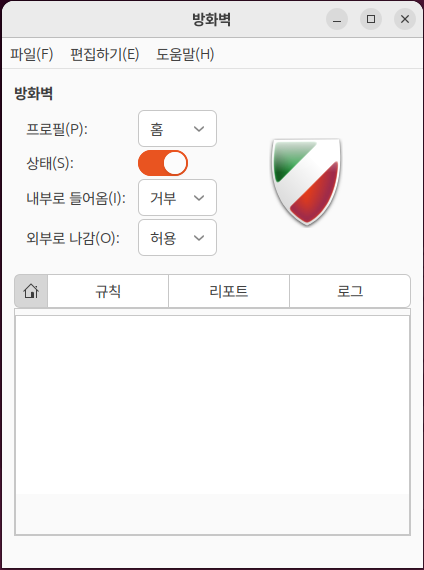 방화벽
파일(F) 편집하기(E) 도움말(H)
방화벽
프로필(P): 홈
상태(S):
내부로 들어옴(I): 거부
외부로 나감(O): 허용
규칙 리포트 로그